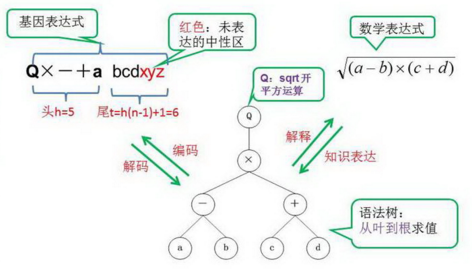 基因表达式
红色：未表
达的中性区
数学表达式
Q×−+a bcdxyz
√(a−b)×(c+d)
头h=5
尾t=h(n-1)+1=6
Q：sqrt开
平方运算
Q
编码
解码
解释
知识表达
×
−
+
a
b
c
d
语法树：
从叶到根求值